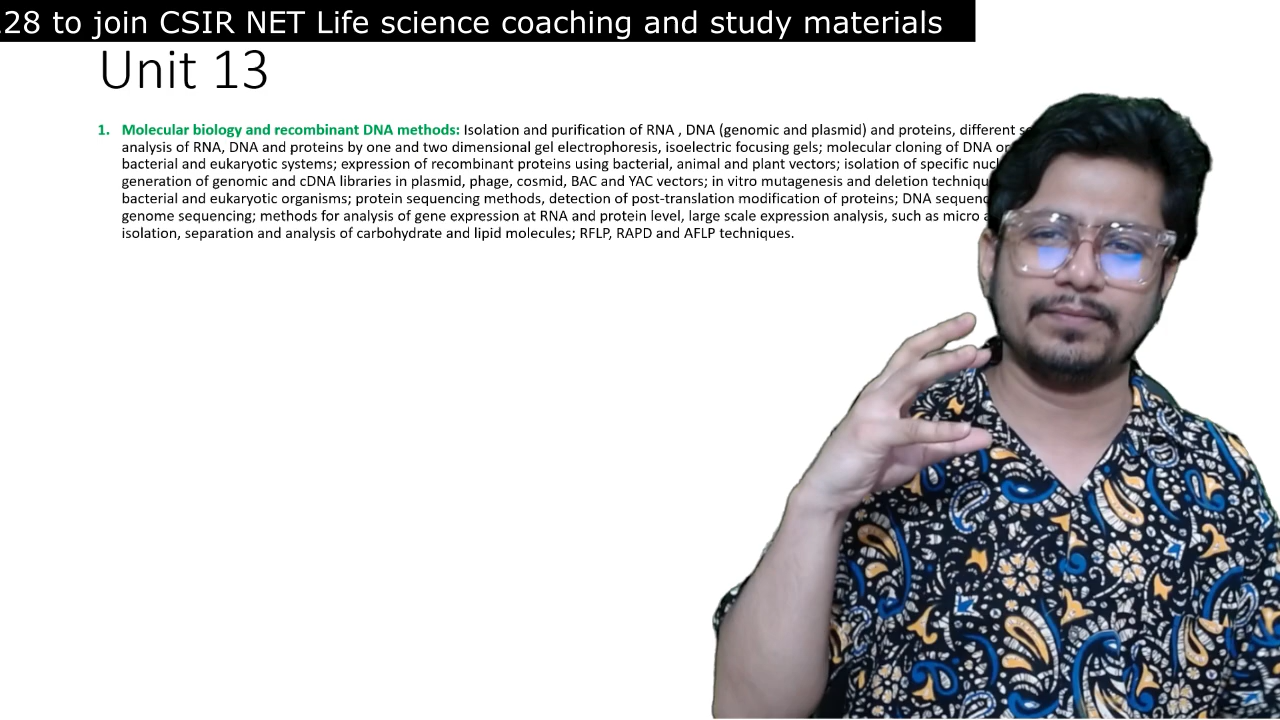 28 to join CSIR NET Life science coaching and study materials
Unit 13
1. Molecular biology and recombinant DNA methods: Isolation and purification of RNA , DNA (genomic and plasmid) and proteins, different
analysis of RNA, DNA and proteins by one and two dimensional gel electrophoresis, isoelectric focusing gels; molecular cloning of DNA
bacterial and eukaryotic systems; expression of recombinant proteins using bacterial, animal and plant vectors; isolation of specific
generation of genomic and cDNA libraries in plasmid, phage, cosmid, BAC and YAC vectors; in vitro mutagenesis and deletion
bacterial and eukaryotic organisms; protein sequencing methods, detection of post-translation modification of proteins; DNA
genome sequencing; methods for analysis of gene expression at RNA and protein level, large scale expression analysis, such as micro
isolation, separation and analysis of carbohydrate and lipid molecules; RFLP, RAPD and AFLP techniques.